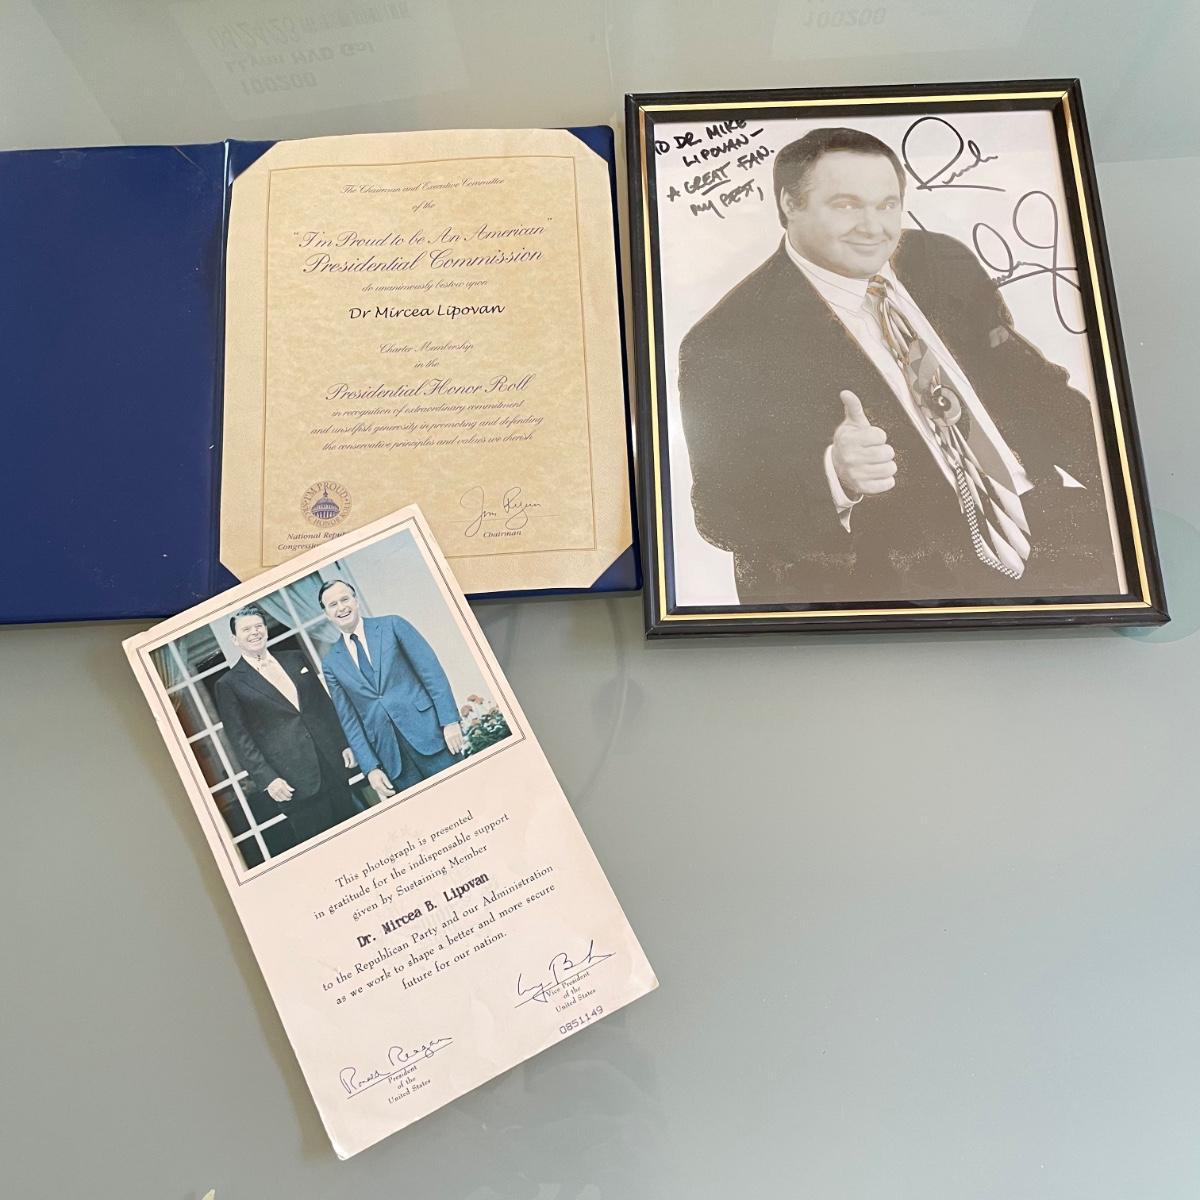 The Chairman and Executive Committee
of the
"I'm Proud to be An American"
Presidential Commission
do unanimously bestow upon
Dr Mircea Lipovan
Charter Membership
in the
Presidential Honor Roll
in recognition of extraordinary commitment
and unselfish generosity in promoting and defending
the conservative principles and values we cherish
I'M PROUD
HONOR
National
Chairman
TO DR. MIKE
LIPOVAN—
A GREAT FAN.
MY BEST,
Rush
This photograph is presented
in gratitude for the indispensable support
given by Sustaining Member
Dr. Mircea B. Lipovan
to the Republican Party and our Administration
as we work to shape a better and more secure
future for our nation.
Vice President
of the
United States
0851149
Ronald Reagan
President
of the
United States